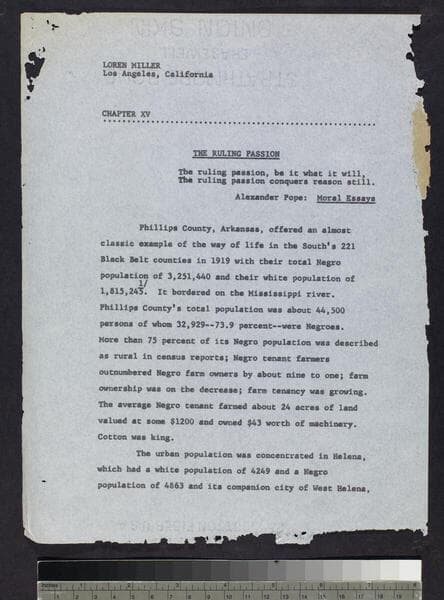 LOREN MILLER
Los Angeles, California
CHAPTER XV
THE RULING PASSION
The ruling passion, be it what it will,
The ruling passion conquers reason still.
Alexander Pope: Moral Essays
Phillips County, Arkansas, offered an almost
classic example of the way of life in the South's 221
Black Belt counties in 1919 with their total Negro
population of 3,251,440 and their white population of
1/
1,815,243. It bordered on the Mississippi river.
Phillips County's total population was about 44,500
persons of whom 32,929--73.9 percent--were Negroes.
More than 75 percent of its Negro population was described
as rural in census reports; Negro tenant farmers
outnumbered Negro farm owners by about nine to one; farm
ownership was on the decrease; farm tenancy was growing.
The average Negro tenant farmed about 24 acres of land
valued at some $1200 and owned $43 worth of machinery.
Cotton was king.
The urban population was concentrated in Helena,
which had a white population of 4249 and a Negro
population of 4863 and its companion city of West Helena,